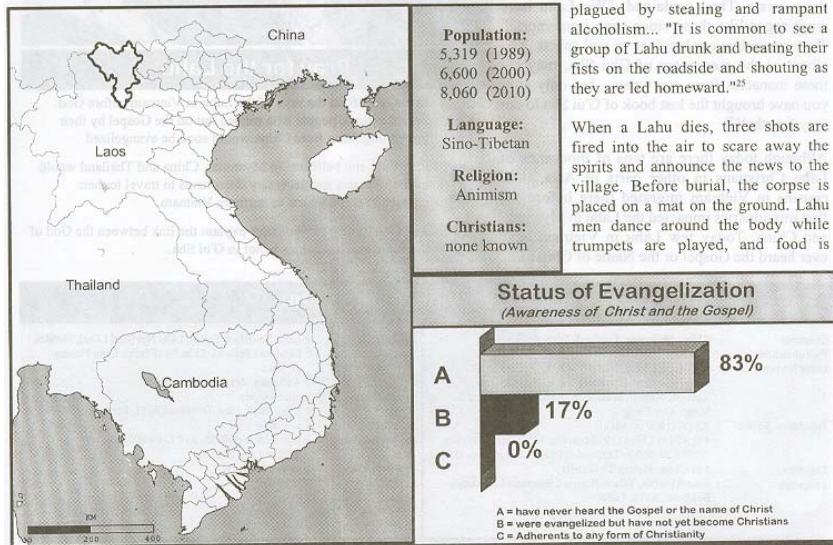 China
Laos
Thailand
Cambodia
KM
0 200 400
Population:
5,319 (1989)
6,600 (2000)
8,060 (2010)
Language:
Sino-Tibetan
Religion:
Animism
Christians:
none known
plagued by stealing and rampant
alcoholism... "It is common to see a
group of Lahu drunk and beating their
fists on the roadside and shouting as
they are led homeward."25
When a Lahu dies, three shots are
fired into the air to scare away the
spirits and announce the news to the
village. Before burial, the corpse is
placed on a mat on the ground. Lahu
men dance around the body while
trumpets are played, and food is
Status of Evangelization
(Awareness of Christ and the Gospel)
A 83%
B 17%
C 0%
A = have never heard the Gospel or the name of Christ
B = were evangelized but have not yet become Christians
C = Adherents to any form of Christianity